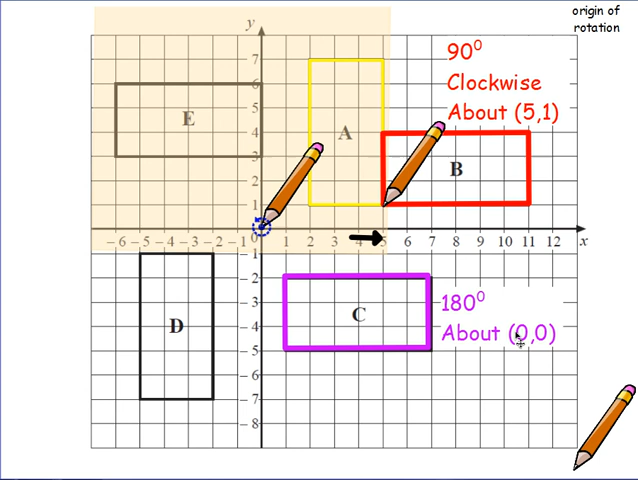 origin of
rotation
y
90⁰
Clockwise
About (5,1)
7
6
5
4
3
2
1
E
A
B
0
−6 −5 −4 −3 −2 −1 1 2 3 4 5 6 7 8 9 10 11 12 x
−1
−2
−3
−4
−5
−6
−7
−8
D
C
180⁰
About (0,0)